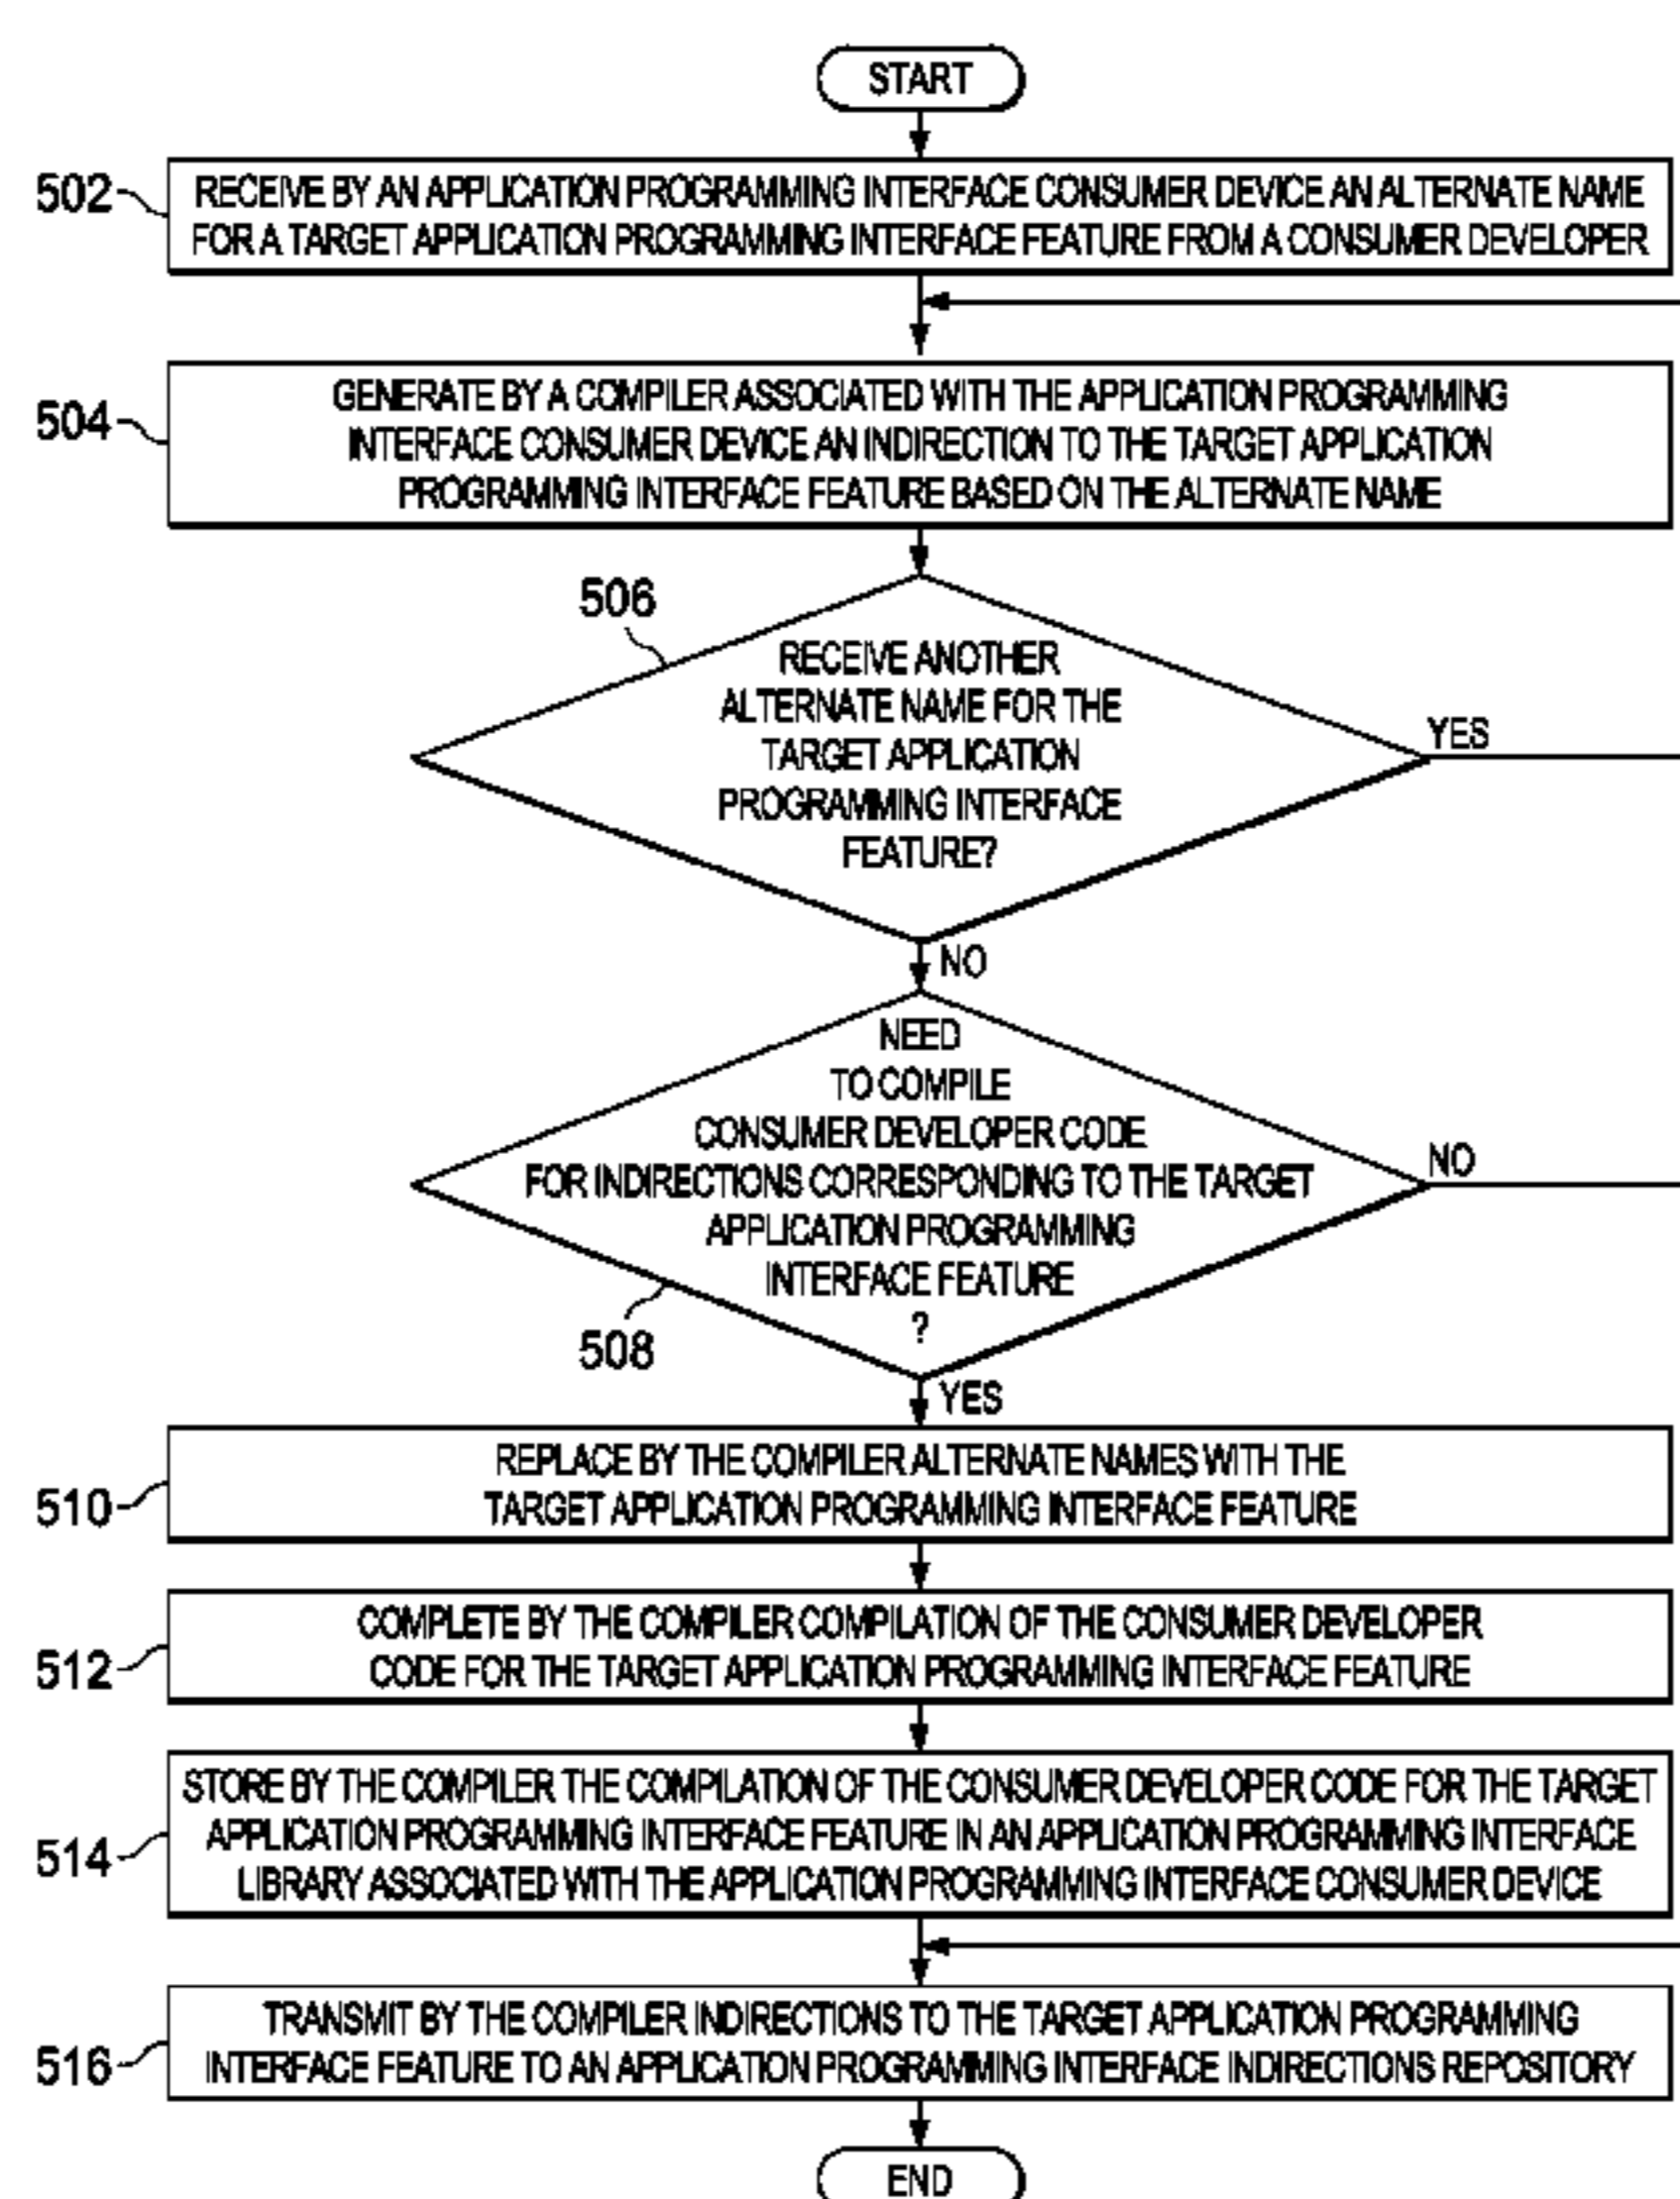 START
502
RECEIVE BY AN APPLICATION PROGRAMMING INTERFACE CONSUMER DEVICE AN ALTERNATE NAME
FOR A TARGET APPLICATION PROGRAMMING INTERFACE FEATURE FROM A CONSUMER DEVELOPER
504
GENERATE BY A COMPILER ASSOCIATED WITH THE APPLICATION PROGRAMMING
INTERFACE CONSUMER DEVICE AN INDIRECTION TO THE TARGET APPLICATION
PROGRAMMING INTERFACE FEATURE BASED ON THE ALTERNATE NAME
506
RECEIVE ANOTHER
ALTERNATE NAME FOR THE
TARGET APPLICATION
PROGRAMMING INTERFACE
FEATURE?
YES
NO
NEED
TO COMPILE
CONSUMER DEVELOPER CODE
FOR INDIRECTIONS CORRESPONDING TO THE TARGET
APPLICATION PROGRAMMING
INTERFACE FEATURE
?
NO
508
YES
510
REPLACE BY THE COMPILER ALTERNATE NAMES WITH THE
TARGET APPLICATION PROGRAMMING INTERFACE FEATURE
512
COMPLETE BY THE COMPILER COMPILATION OF THE CONSUMER DEVELOPER
CODE FOR THE TARGET APPLICATION PROGRAMMING INTERFACE FEATURE
514
STORE BY THE COMPILER THE COMPILATION OF THE CONSUMER DEVELOPER CODE FOR THE TARGET
APPLICATION PROGRAMMING INTERFACE FEATURE IN AN APPLICATION PROGRAMMING INTERFACE
LIBRARY ASSOCIATED WITH THE APPLICATION PROGRAMMING INTERFACE CONSUMER DEVICE
516
TRANSMIT BY THE COMPILER INDIRECTIONS TO THE TARGET APPLICATION PROGRAMMING
INTERFACE FEATURE TO AN APPLICATION PROGRAMMING INTERFACE INDIRECTIONS REPOSITORY
END